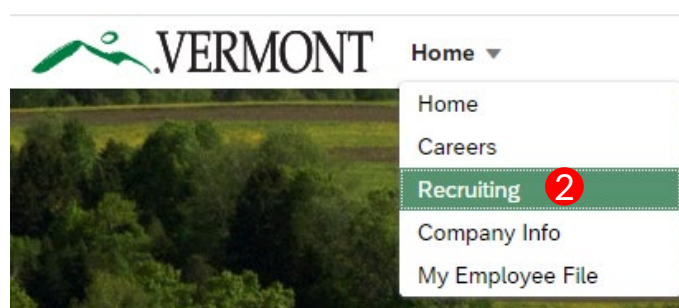 .VERMONT
Home ▼
Home
Careers
Recruiting 2
Company Info
My Employee File